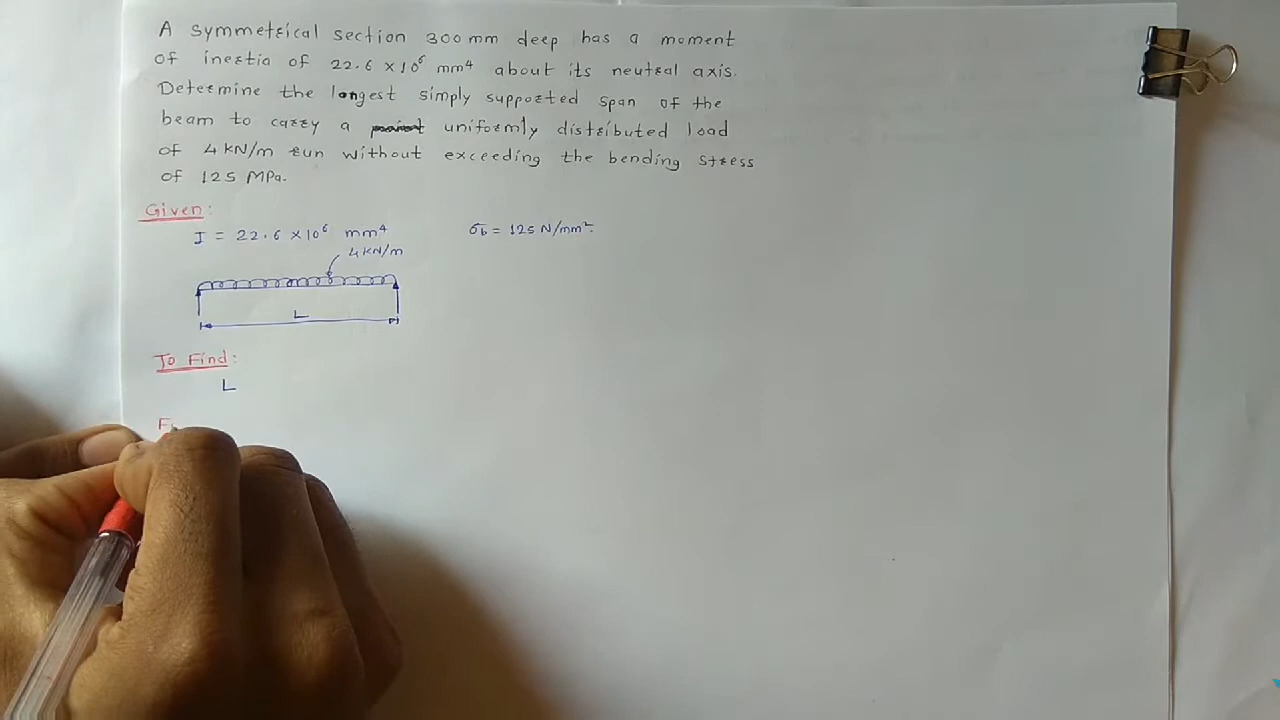 A symmetrical section 300 mm deep has a moment
of inertia of 22.6 × 10⁶ mm⁴ about its neutral axis.
Determine the longest simply supported span of the
beam to carry a uniformly distributed load
of 4 kN/m run without exceeding the bending stress
of 125 MPa.
Given:
I = 22.6 × 10⁶ mm⁴
σb = 125 N/mm².
4 kN/m
L
To Find:
L